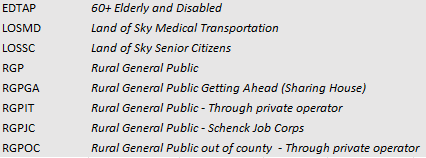 EDTAP 60+ Elderly and Disabled
LOSMD Land of Sky Medical Transportation
LOSSC Land of Sky Senior Citizens
RGP Rural General Public
RGPGA Rural General Public Getting Ahead (Sharing House)
RGPIT Rural General Public - Through private operator
RGPJC Rural General Public - Schenck Job Corps
RGPOC Rural General Public out of county - Through private operator